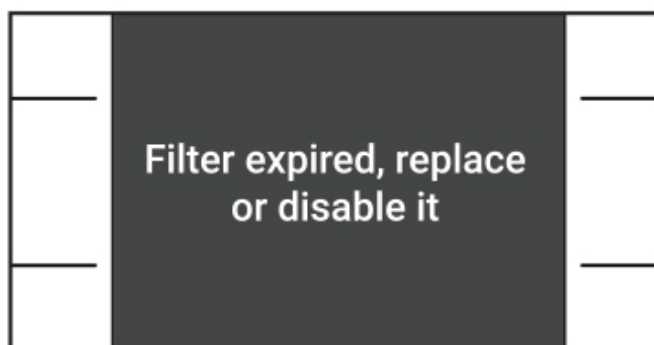 Filter expired, replace
or disable it